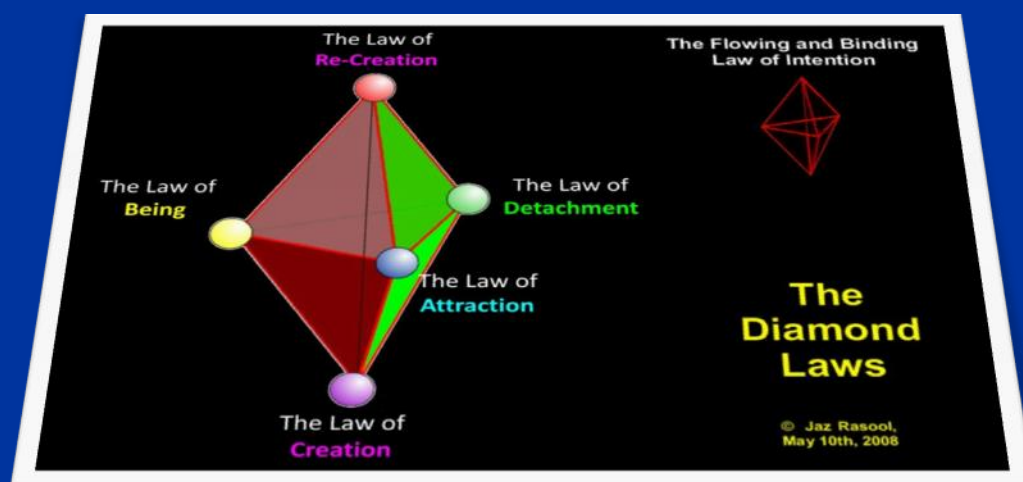 The Law of
Re-Creation
The Flowing and Binding
Law of Intention
The Law of
Being
The Law of
Detachment
The Law of
Attraction
The
Diamond
Laws
The Law of
Creation
© Jaz Rasool,
May 10th, 2008